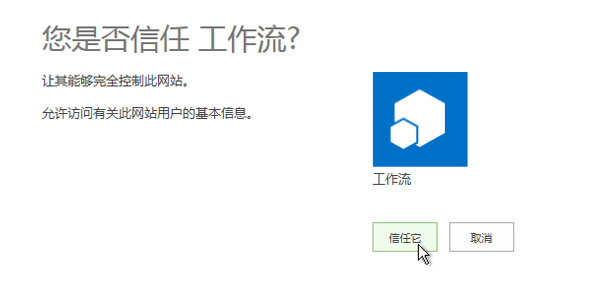 您是否信任 工作流?
让其能够完全控制此网站。
允许访问有关此网站用户的基本信息。
工作流
信任它
取消